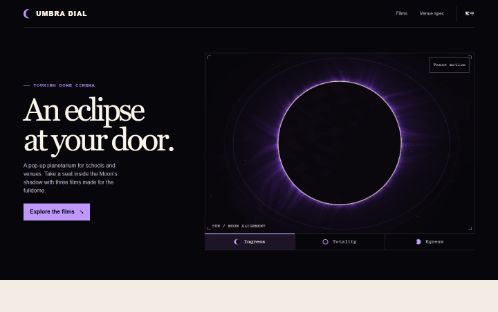 UMBRA DIAL
Films
Venue spec
TOURING DOME CINEMA
An eclipse
at your door.
A pop-up planetarium for schools and
venues. Take a seat inside the Moon's
shadow with three films made for the
fulldome.
Explore the films ↘
Pause motion
SUN / MOON ALIGNMENT
Ingress
Totality
Egress